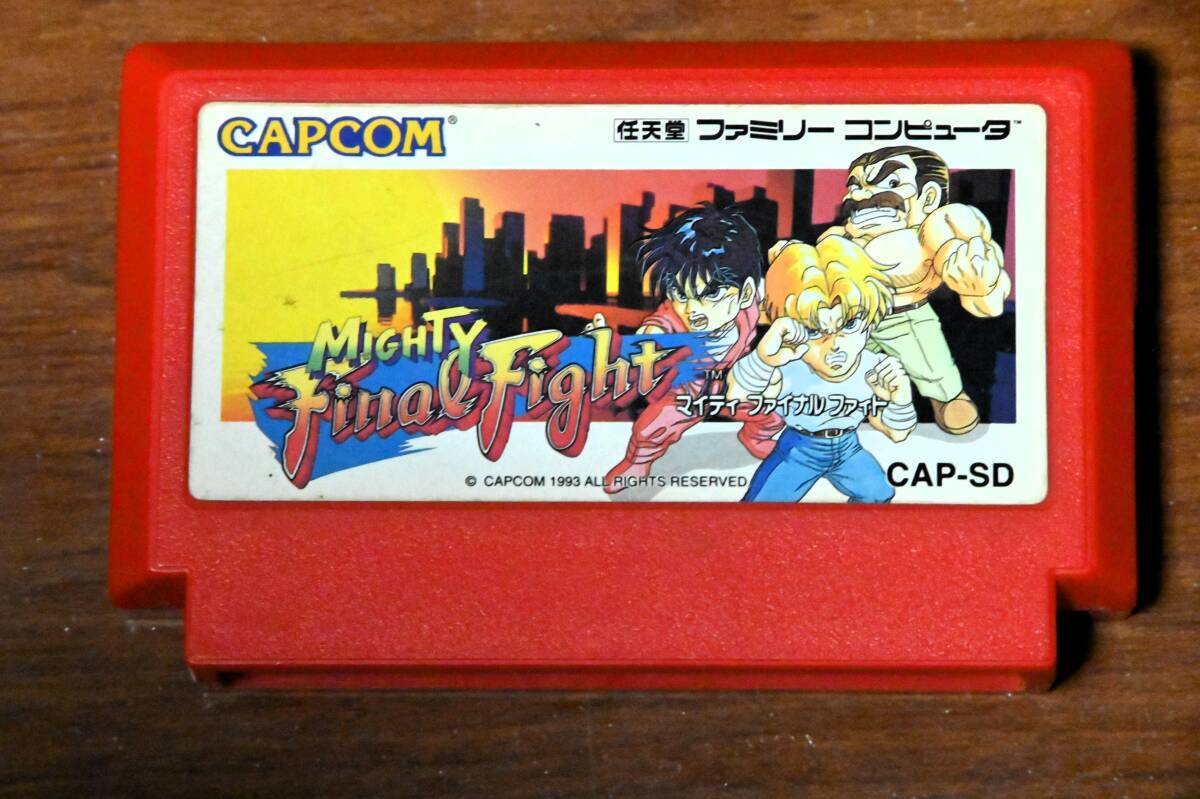 CAPCOM®
任天堂 ファミリー コンピュータ™
MIGHTY
Final Fight™
マイティ ファイナル ファイト
© CAPCOM 1993 ALL RIGHTS RESERVED
CAP-SD